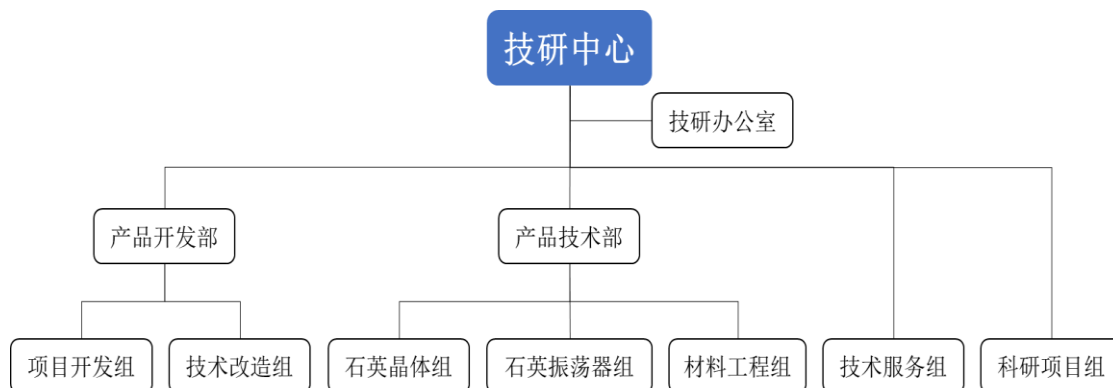 技研中心
技研办公室
产品开发部
产品技术部
项目开发组
技术改造组
石英晶体组
石英振荡器组
材料工程组
技术服务组
科研项目组